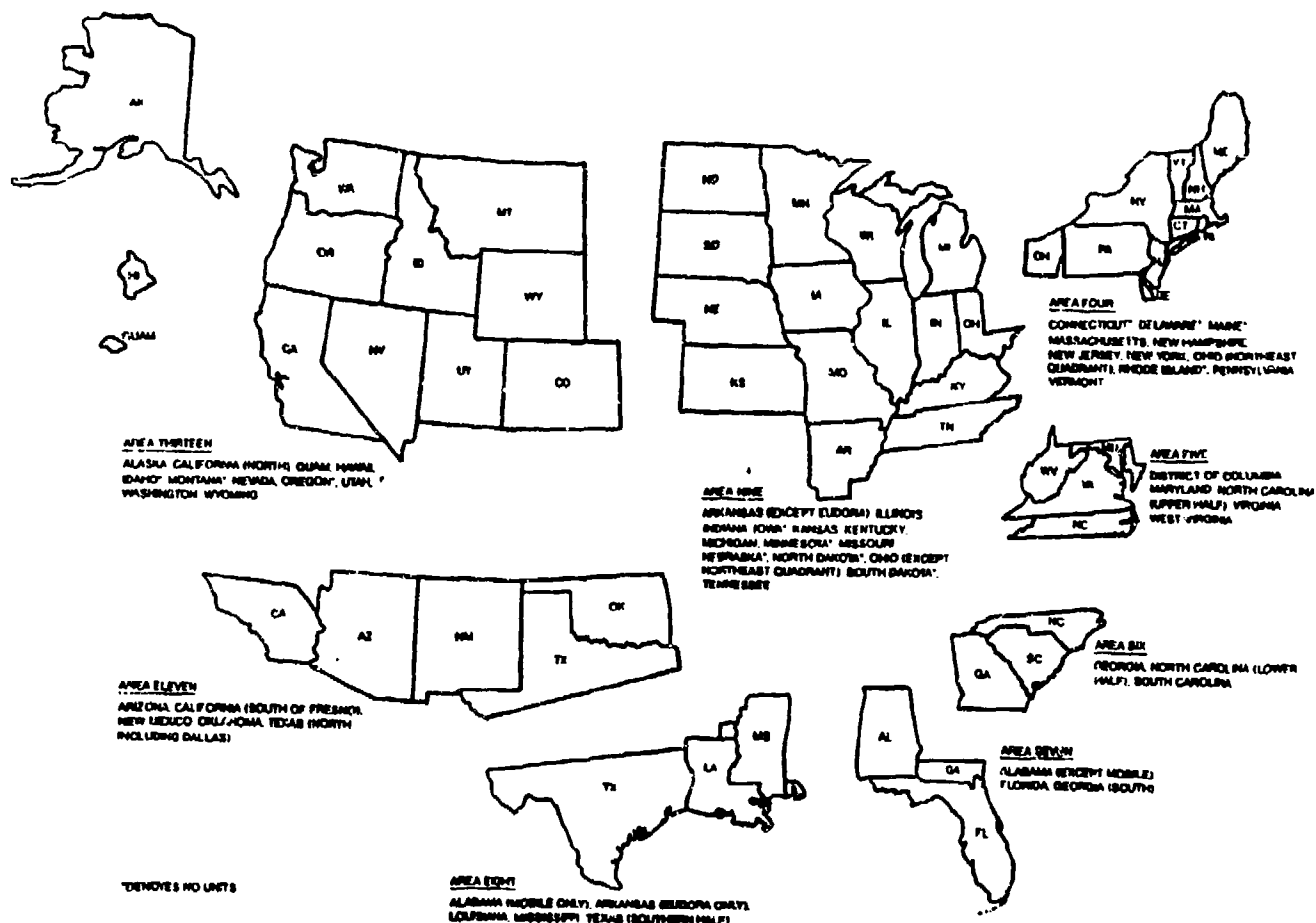 AK
HI
GUAM
WA
OR
ID
MT
WY
CA
NV
UT
CO
AREA THIRTEEN
ALASKA CALIFORNIA (NORTH) GUAM, HAWAII,
IDAHO* MONTANA* NEVADA, OREGON*, UTAH,
WASHINGTON WYOMING
ND
MN
SD
WI
MI
NE
IA
IL
IN
OH
KS
MO
KY
TN
AR
AREA NINE
ARKANSAS (EXCEPT EUDORA) ILLINOIS
INDIANA IOWA* KANSAS KENTUCKY,
MICHIGAN, MINNESOTA* MISSOURI
NEBRASKA*, NORTH DAKOTA*, OHIO (EXCEPT
NORTHEAST QUADRANT) SOUTH DAKOTA*,
TENNESSEE
ME
VT
NH
NY
MA
CT
OH
PA
DE
AREA FOUR
CONNECTICUT* DELAWARE* MAINE*
MASSACHUSETTS, NEW HAMPSHIRE
NEW JERSEY, NEW YORK, OHIO (NORTHEAST
QUADRANT), RHODE ISLAND*, PENNSYLVANIA
VERMONT
WV
VA
NC
AREA FIVE
DISTRICT OF COLUMBIA
MARYLAND NORTH CAROLINA
(UPPER HALF) VIRGINIA
WEST VIRGINIA
CA
AZ
NM
OK
TX
AREA ELEVEN
ARIZONA, CALIFORNIA (SOUTH OF FRESNO),
NEW MEXICO OKLAHOMA, TEXAS (NORTH
INCLUDING DALLAS)
NC
SC
GA
AREA SIX
GEORGIA, NORTH CAROLINA (LOWER
HALF), SOUTH CAROLINA
TX
LA
MS
AREA EIGHT
ALABAMA (MOBILE ONLY), ARKANSAS (EUDORA ONLY),
LOUISIANA, MISSISSIPPI TEXAS (SOUTHERN HALF)
AL
GA
FL
AREA SEVEN
ALABAMA (EXCEPT MOBILE)
FLORIDA, GEORGIA (SOUTH)
*DENOTES NO UNITS